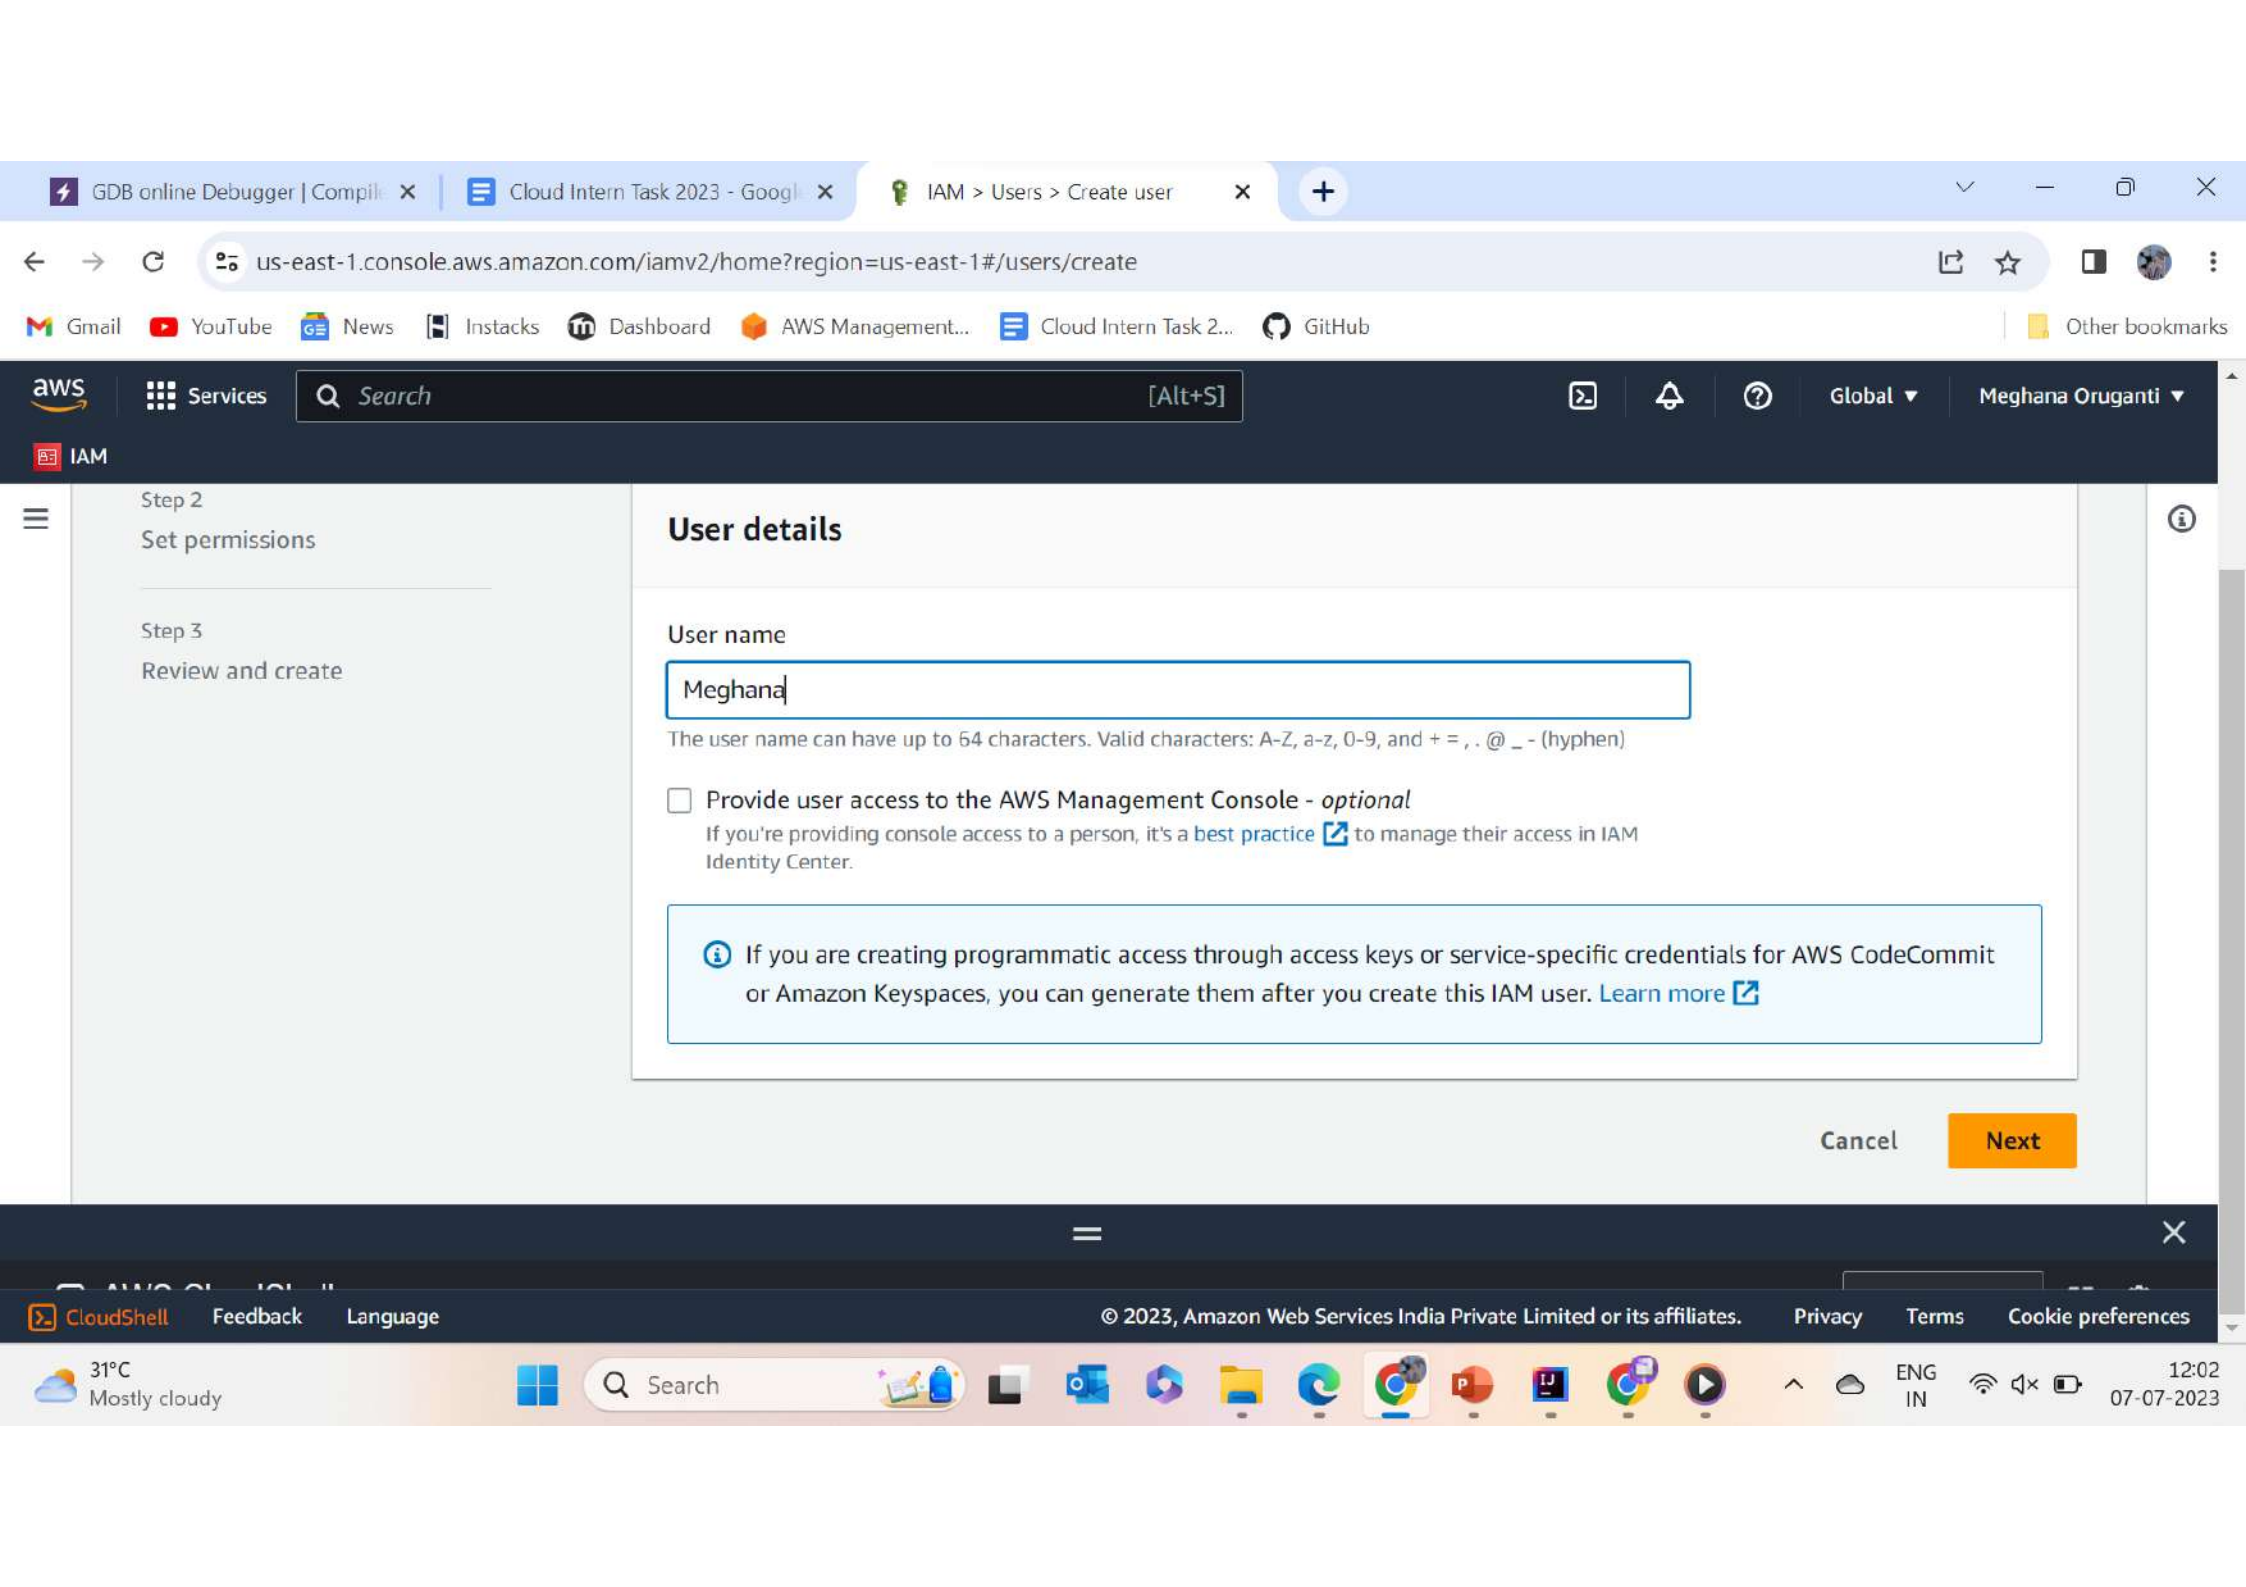 GDB online Debugger | Compile
Cloud Intern Task 2023 - Googl
IAM > Users > Create user
us-east-1.console.aws.amazon.com/iamv2/home?region=us-east-1#/users/create
Gmail YouTube News Instacks Dashboard AWS Management... Cloud Intern Task 2... GitHub Other bookmarks
aws Services Search [Alt+S] Global Meghana Oruganti
IAM
Step 2
Set permissions
Step 3
Review and create
User details
User name
Meghana
The user name can have up to 64 characters. Valid characters: A-Z, a-z, 0-9, and + = , . @ _ - (hyphen)
Provide user access to the AWS Management Console - optional
If you're providing console access to a person, it's a best practice to manage their access in IAM
Identity Center.
If you are creating programmatic access through access keys or service-specific credentials for AWS CodeCommit
or Amazon Keyspaces, you can generate them after you create this IAM user. Learn more
Cancel Next
CloudShell Feedback Language © 2023, Amazon Web Services India Private Limited or its affiliates. Privacy Terms Cookie preferences
31°C
Mostly cloudy
Search
ENG
IN
12:02
07-07-2023